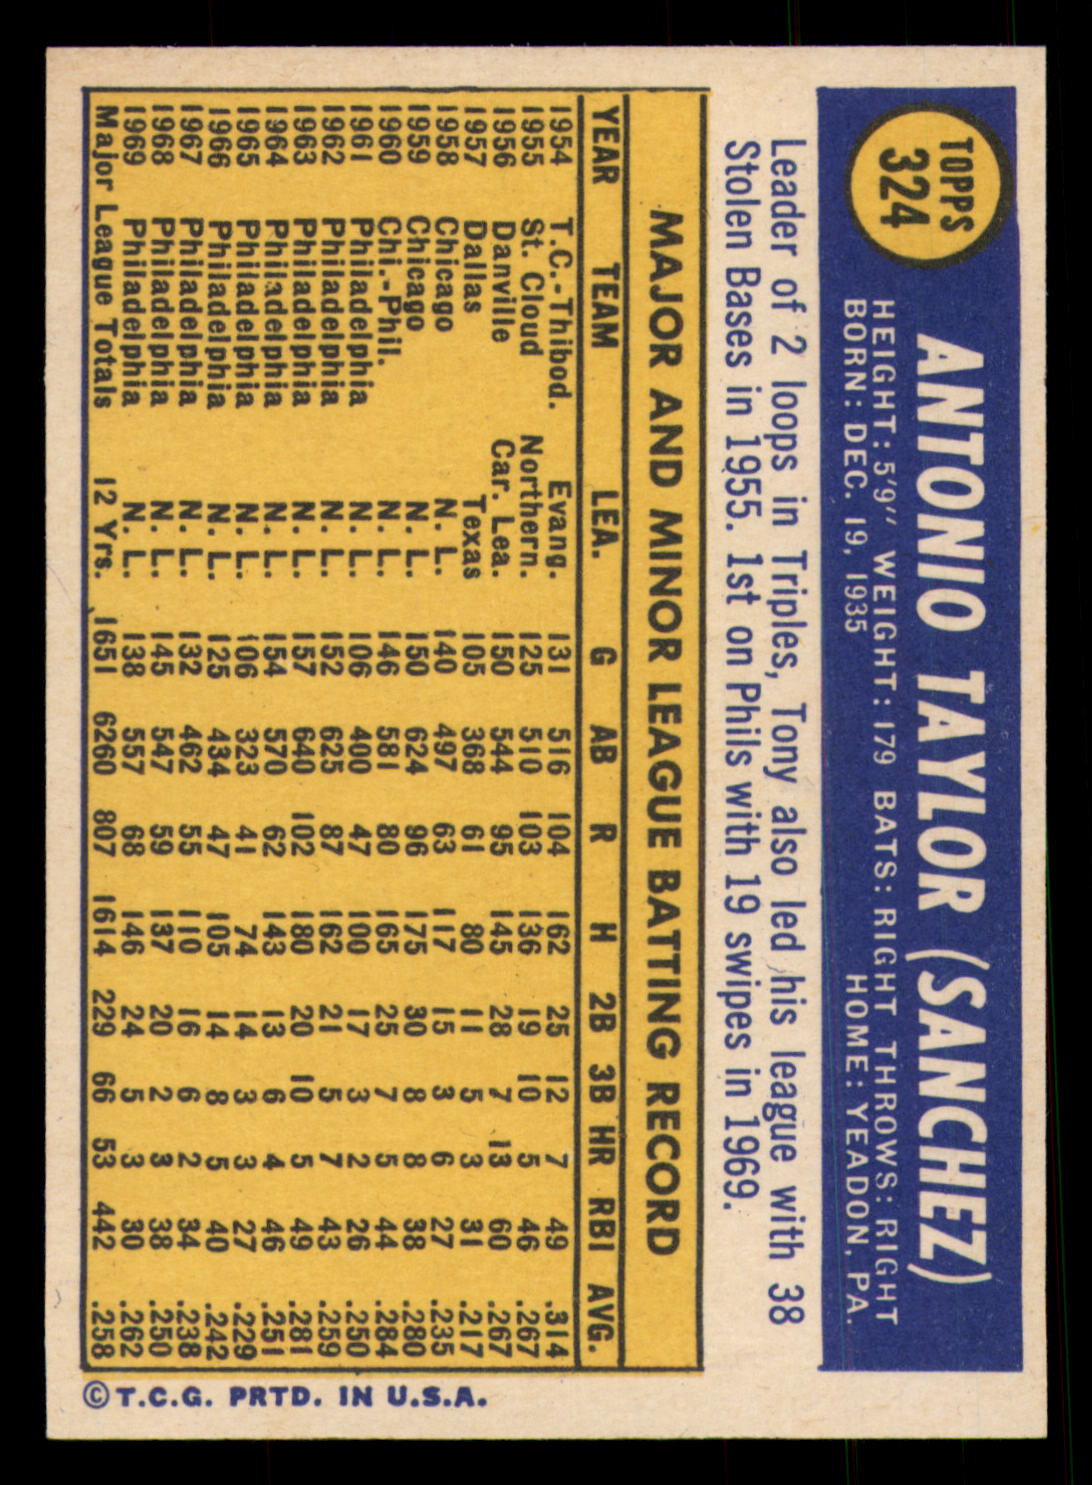 TOPPS
324
ANTONIO TAYLOR (SANCHEZ)
HEIGHT: 5'9'' WEIGHT: 179 BATS: RIGHT THROWS: RIGHT
BORN: DEC. 19, 1935 HOME: YEADON, PA.
Leader of 2 loops in Triples, Tony also led his league with 38
Stolen Bases in 1955. 1st on Phils with 19 swipes in 1969.
MAJOR AND MINOR LEAGUE BATTING RECORD
YEAR TEAM LEA. G AB R H 2B 3B HR RBI AVG.
1954 T.C.-Thibod. Evang. 131 516 104 162 25 12 7 49 .314
1955 St. Cloud Northern. 125 510 103 136 19 10 5 46 .267
1956 Danville Car. Lea. 150 544 95 145 28 7 13 60 .267
1957 Dallas Texas 105 368 61 80 11 5 3 31 .217
1958 Chicago N. L. 140 497 63 117 15 3 6 27 .235
1959 Chicago N. L. 150 624 96 175 30 8 8 38 .280
1960 Chi.-Phil. N. L. 146 581 80 165 25 7 5 44 .284
1961 Philadelphia N. L. 106 400 47 100 17 3 2 26 .250
1962 Philadelphia N. L. 152 625 87 162 21 5 7 43 .259
1963 Philadelphia N. L. 157 640 102 180 20 10 5 49 .281
1964 Philadelphia N. L. 154 570 62 143 13 6 4 46 .251
1965 Philadelphia N. L. 106 323 41 74 14 3 3 27 .229
1966 Philadelphia N. L. 125 434 47 105 14 8 5 40 .242
1967 Philadelphia N. L. 132 462 55 110 16 6 2 34 .238
1968 Philadelphia N. L. 145 547 59 137 20 2 3 38 .250
1969 Philadelphia N. L. 138 557 68 146 24 5 3 30 .262
Major League Totals 12 Yrs. 1651 6260 807 1614 229 66 53 442 .258
©T.C.G. PRTD. IN U.S.A.